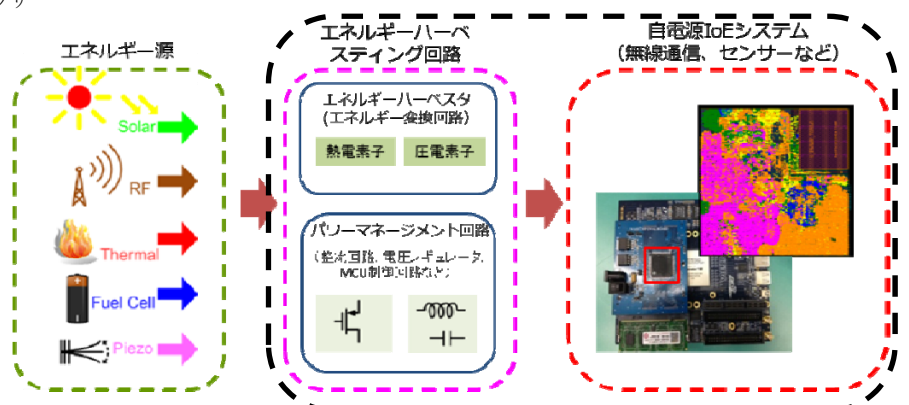 エネルギー源
Solar
RF
Thermal
Fuel Cell
Piezo
エネルギーハーベ
スティング回路
エネルギーハーベスタ
(エネルギー変換回路)
熱電素子
圧電素子
パワーマネージメント回路
(整流回路、電圧レギュレータ、
MCU制御回路など)
自電源IoEシステム
(無線通信、センサーなど)